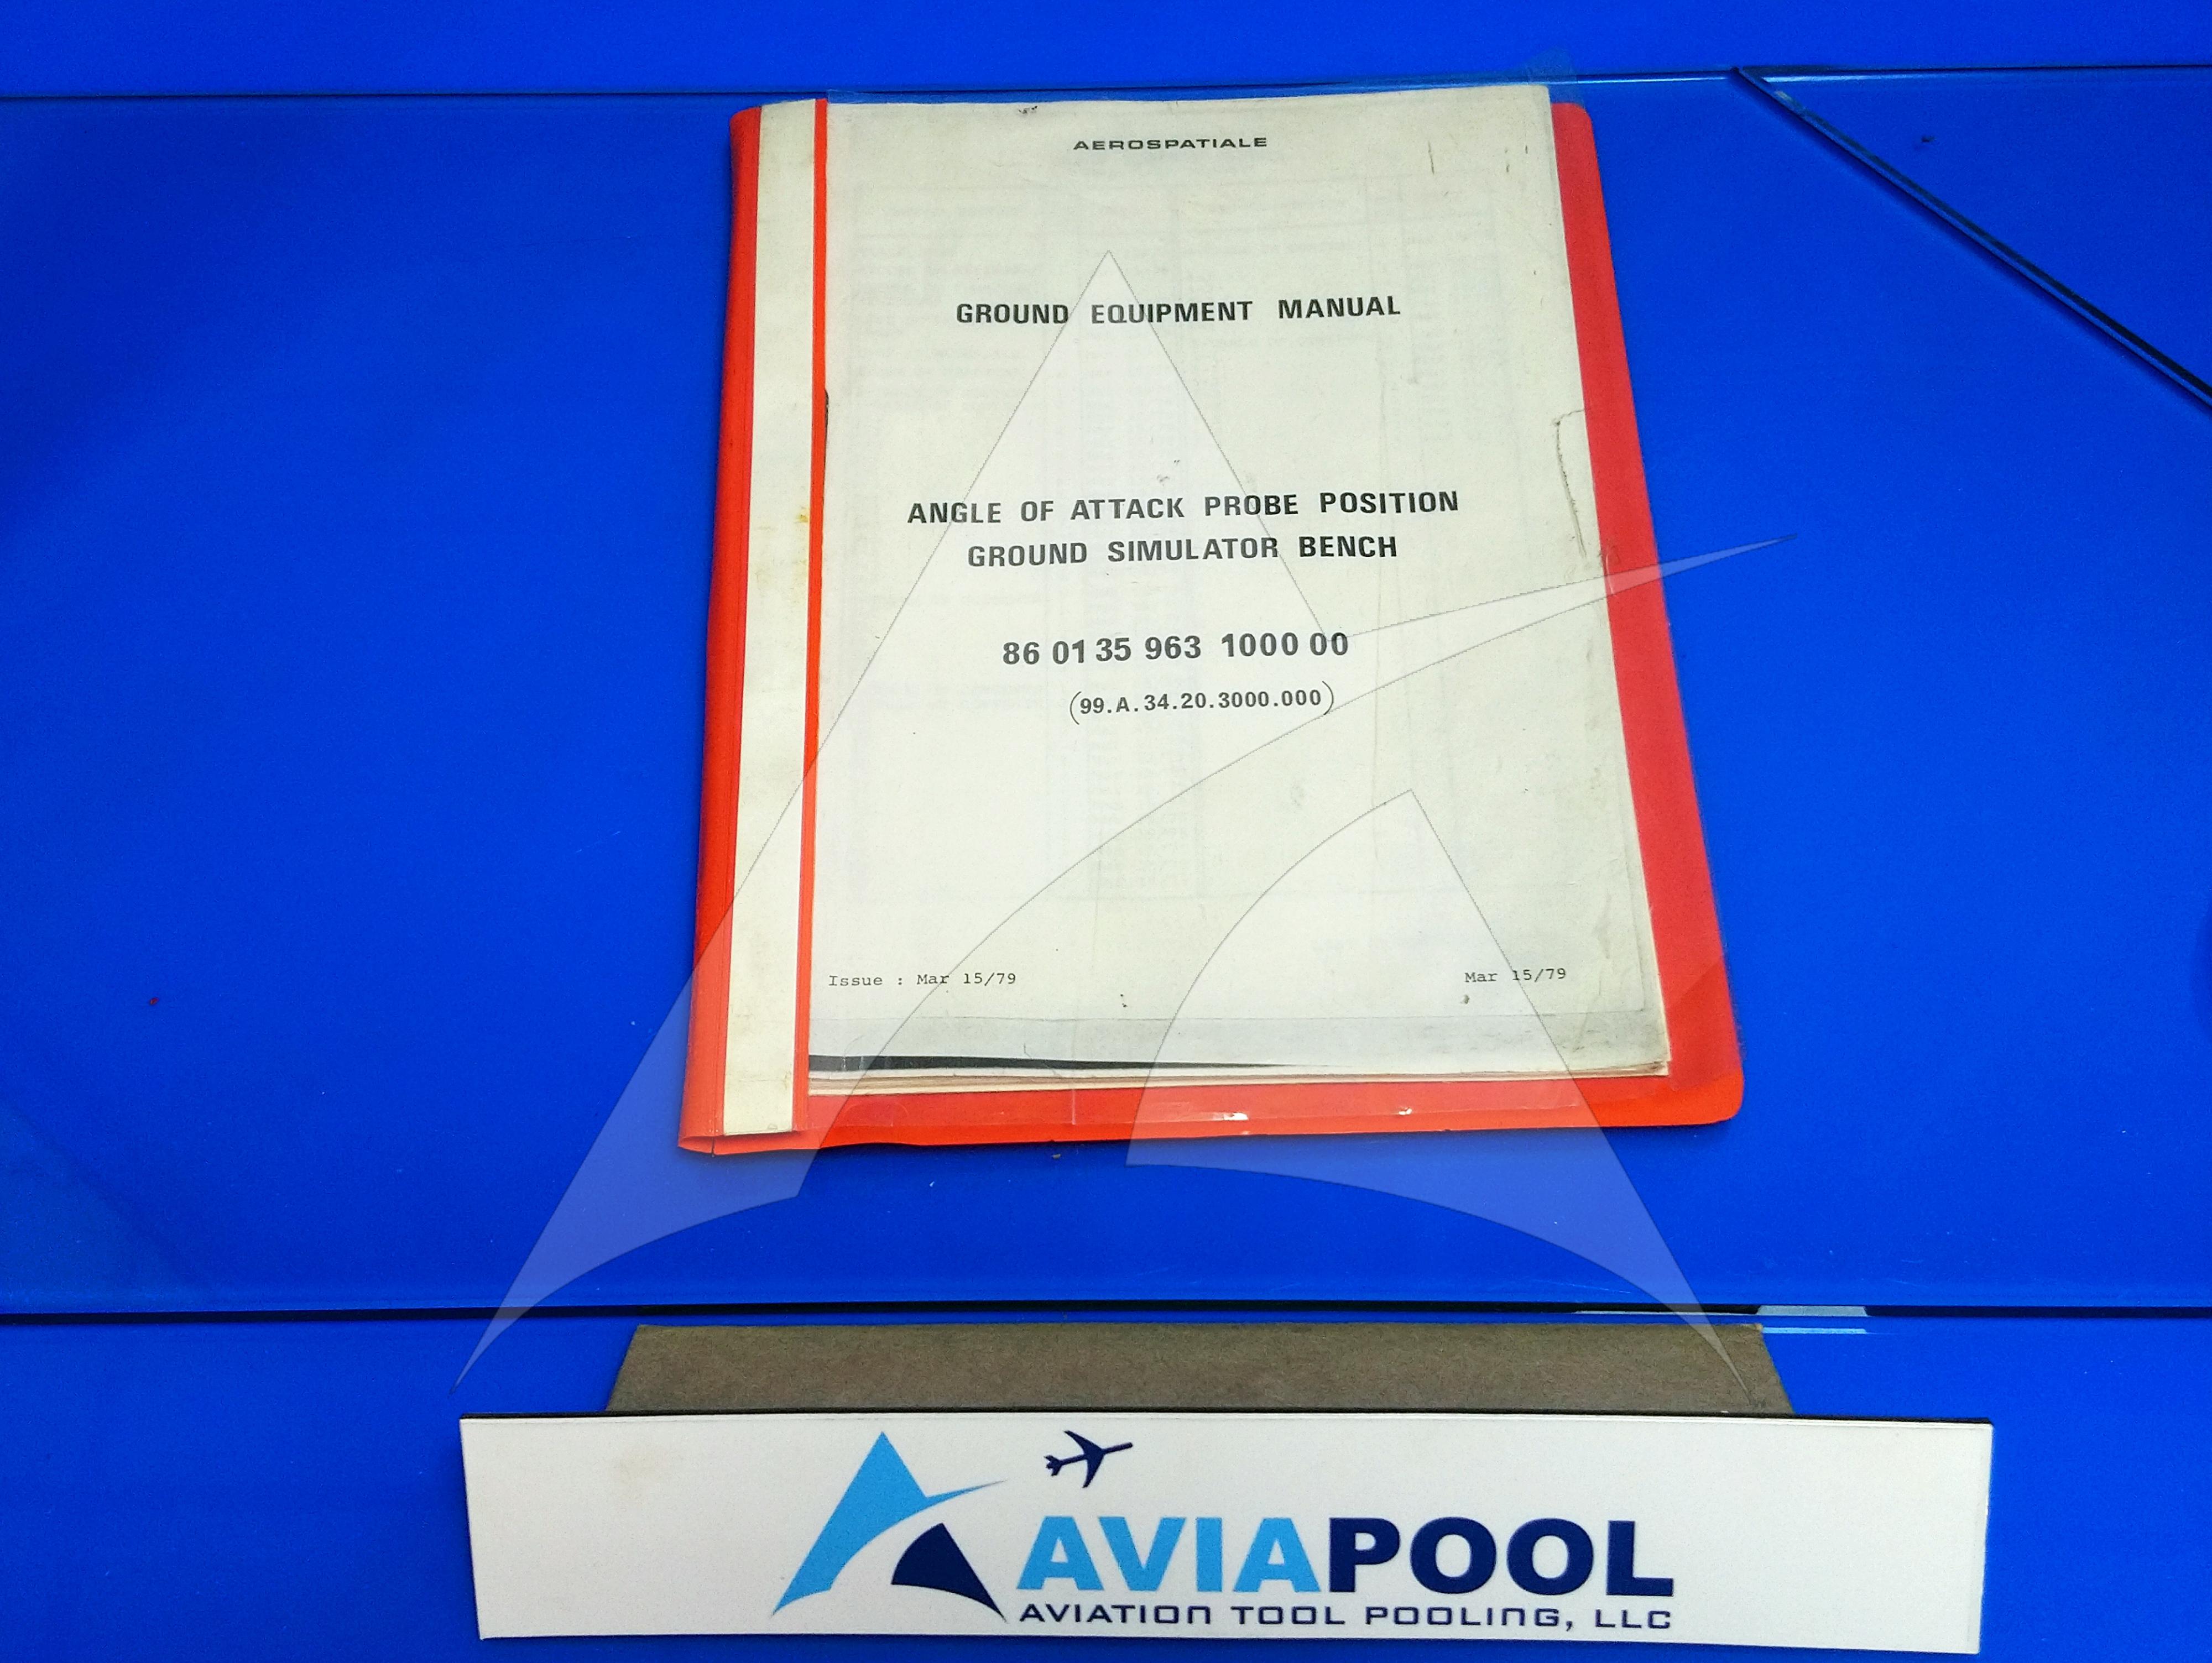 AEROSPATIALE
GROUND EQUIPMENT MANUAL
ANGLE OF ATTACK PROBE POSITION
GROUND SIMULATOR BENCH
86 01 35 963 1000 00
(99.A.34.20.3000.000)
Issue : Mar 15/79
Mar 15/79
AVIAPOOL
AVIATION TOOL POOLING, LLC